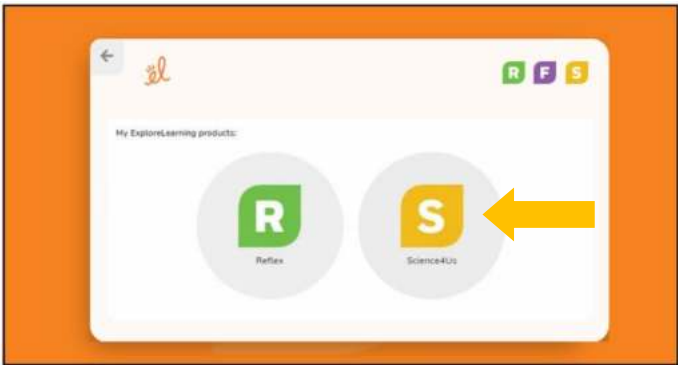 el
R F S
My ExploreLearning products:
R
S
Reflex
Science4Us